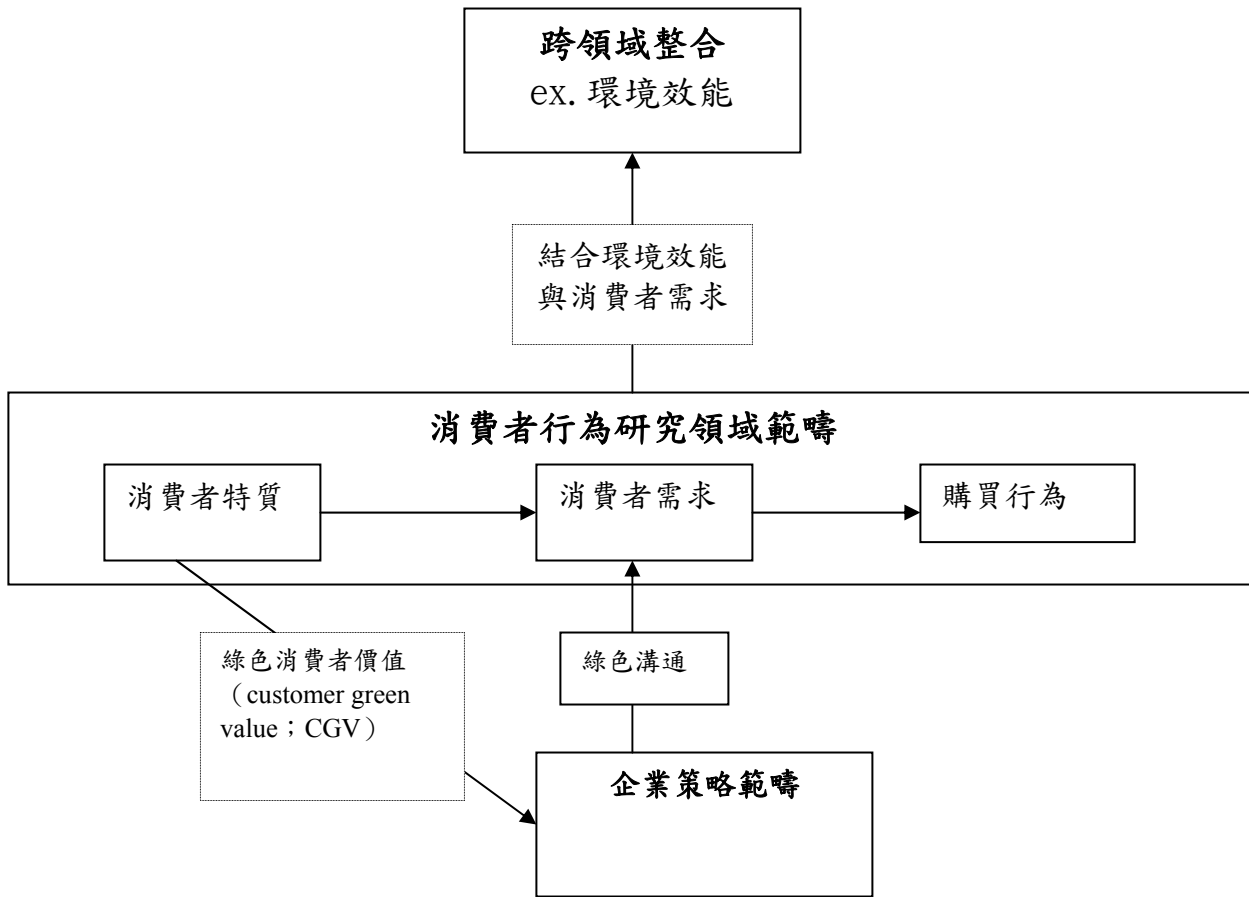 跨領域整合
ex.環境效能
結合環境效能
與消費者需求
消費者行為研究領域範疇
消費者特質
消費者需求
購買行為
綠色消費者價值
（customer green
value；CGV）
綠色溝通
企業策略範疇